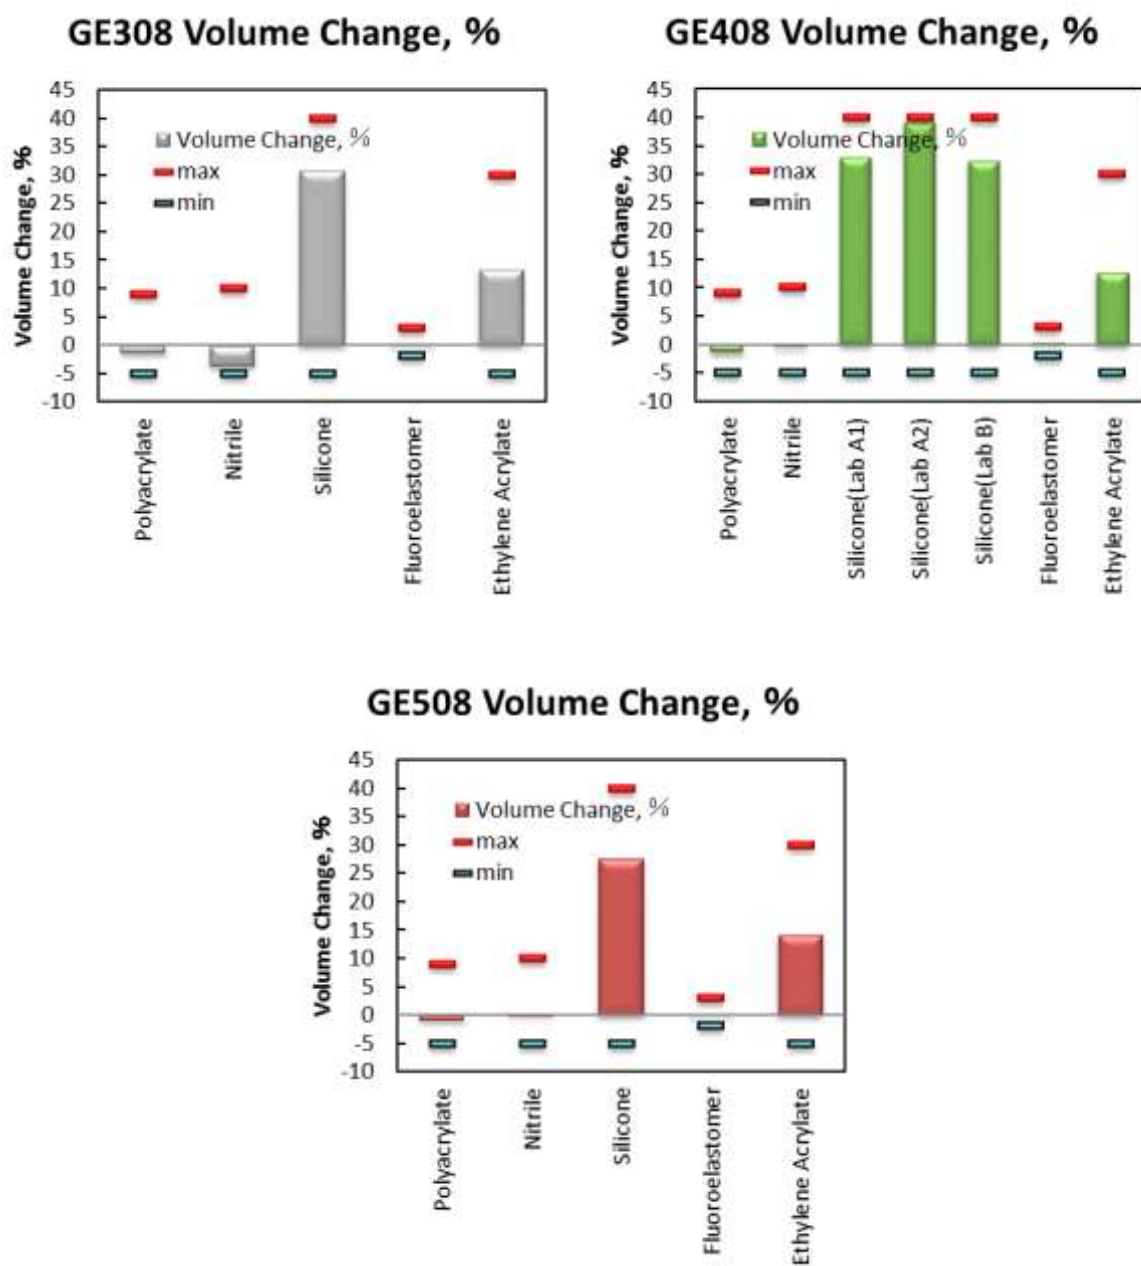 GE308 Volume Change, %
Volume Change, %
45
40
35
30
25
20
15
10
5
0
-5
-10
Volume Change, %
max
min
Polyacrylate
Nitrile
Silicone
Fluoroelastomer
Ethylene Acrylate
GE408 Volume Change, %
Volume Change, %
45
40
35
30
25
20
15
10
5
0
-5
-10
Volume Change, %
max
min
Polyacrylate
Nitrile
Silicone(Lab A1)
Silicone(Lab A2)
Silicone(Lab B)
Fluoroelastomer
Ethylene Acrylate
GE508 Volume Change, %
Volume Change, %
45
40
35
30
25
20
15
10
5
0
-5
-10
Volume Change, %
max
min
Polyacrylate
Nitrile
Silicone
Fluoroelastomer
Ethylene Acrylate